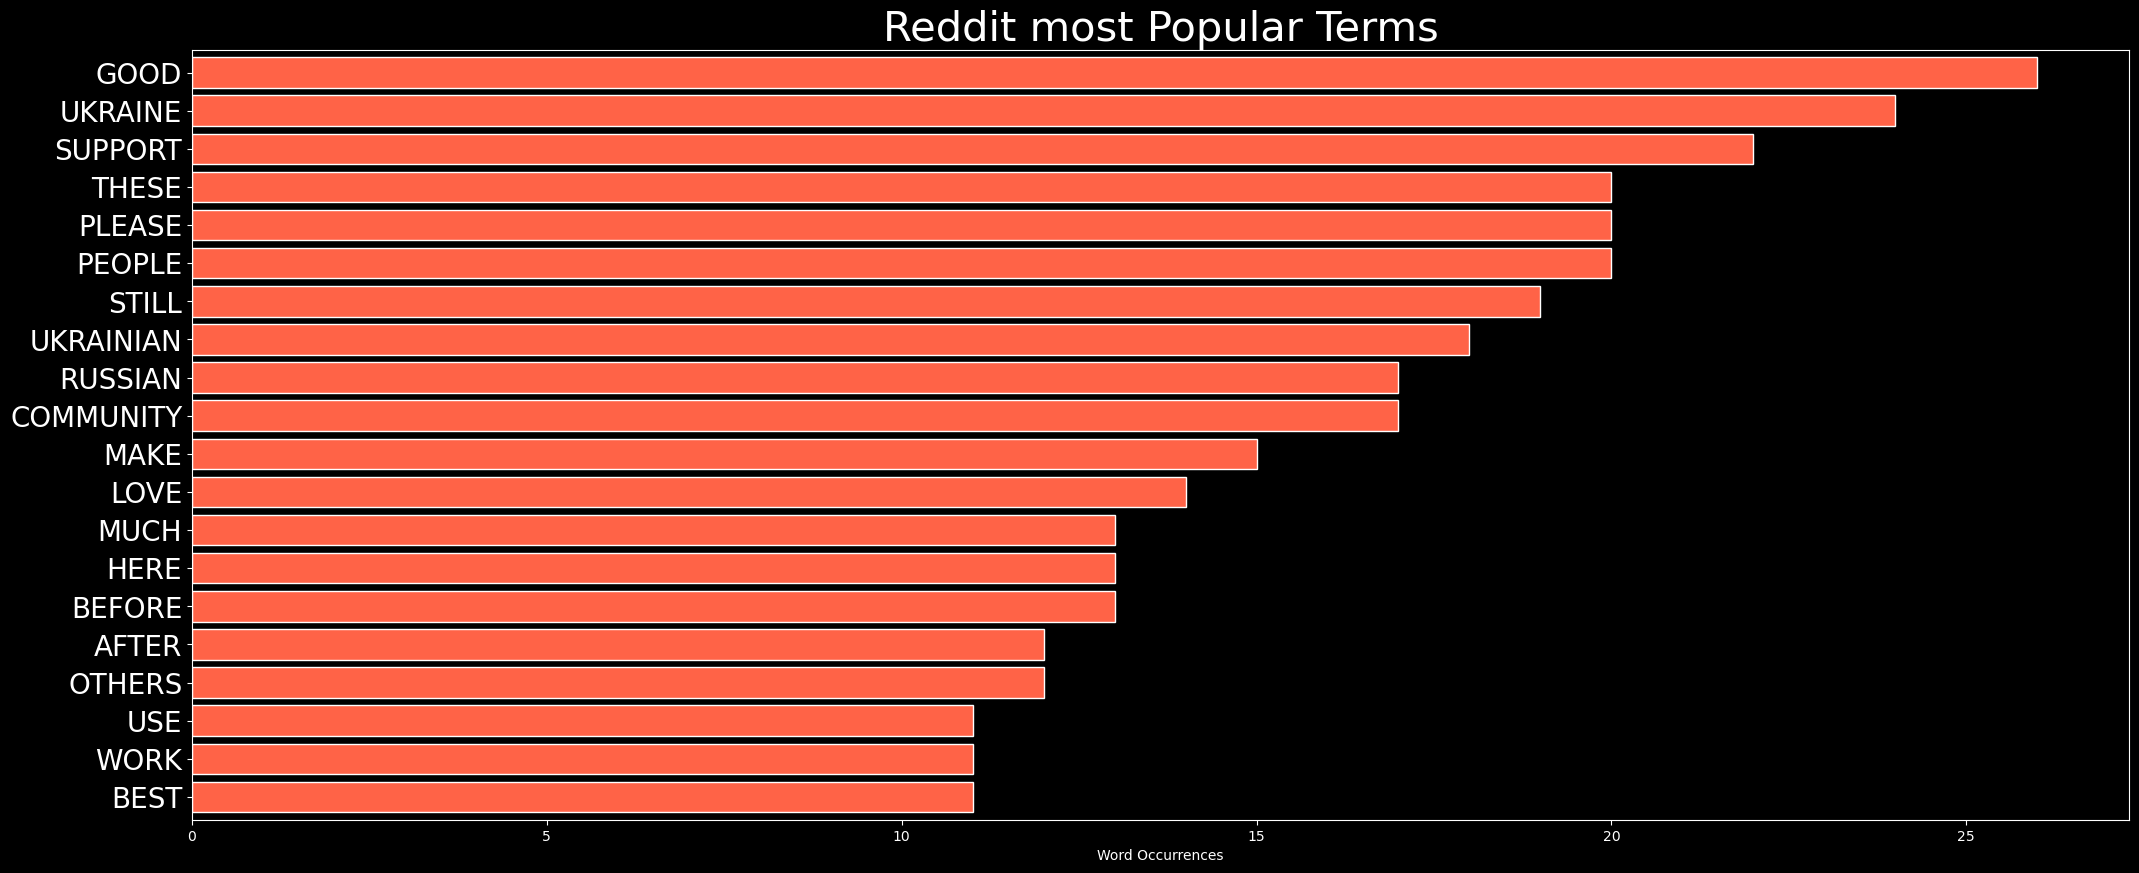 Reddit most Popular Terms
GOOD
UKRAINE
SUPPORT
THESE
PLEASE
PEOPLE
STILL
UKRAINIAN
RUSSIAN
COMMUNITY
MAKE
LOVE
MUCH
HERE
BEFORE
AFTER
OTHERS
USE
WORK
BEST
0 5 10 15 20 25
Word Occurrences